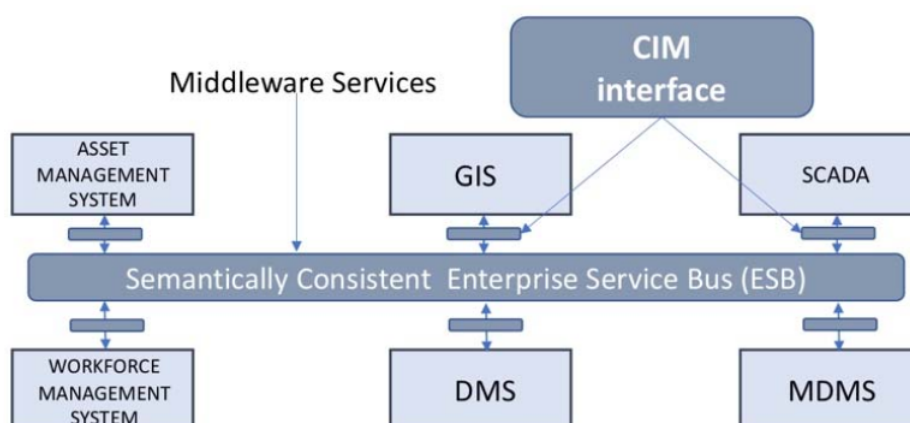 CIM
interface
Middleware Services
ASSET
MANAGEMENT
SYSTEM
GIS
SCADA
Semantically Consistent Enterprise Service Bus (ESB)
WORKFORCE
MANAGEMENT
SYSTEM
DMS
MDMS